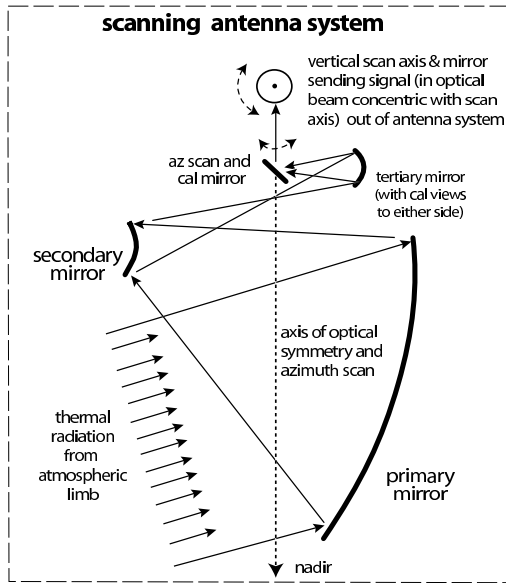 scanning antenna system
vertical scan axis & mirror
sending signal (in optical
beam concentric with scan
axis) out of antenna system
az scan and
cal mirror
tertiary mirror
(with cal views
to either side)
secondary
mirror
axis of optical
symmetry and
azimuth scan
thermal
radiation
from
atmospheric
limb
primary
mirror
nadir